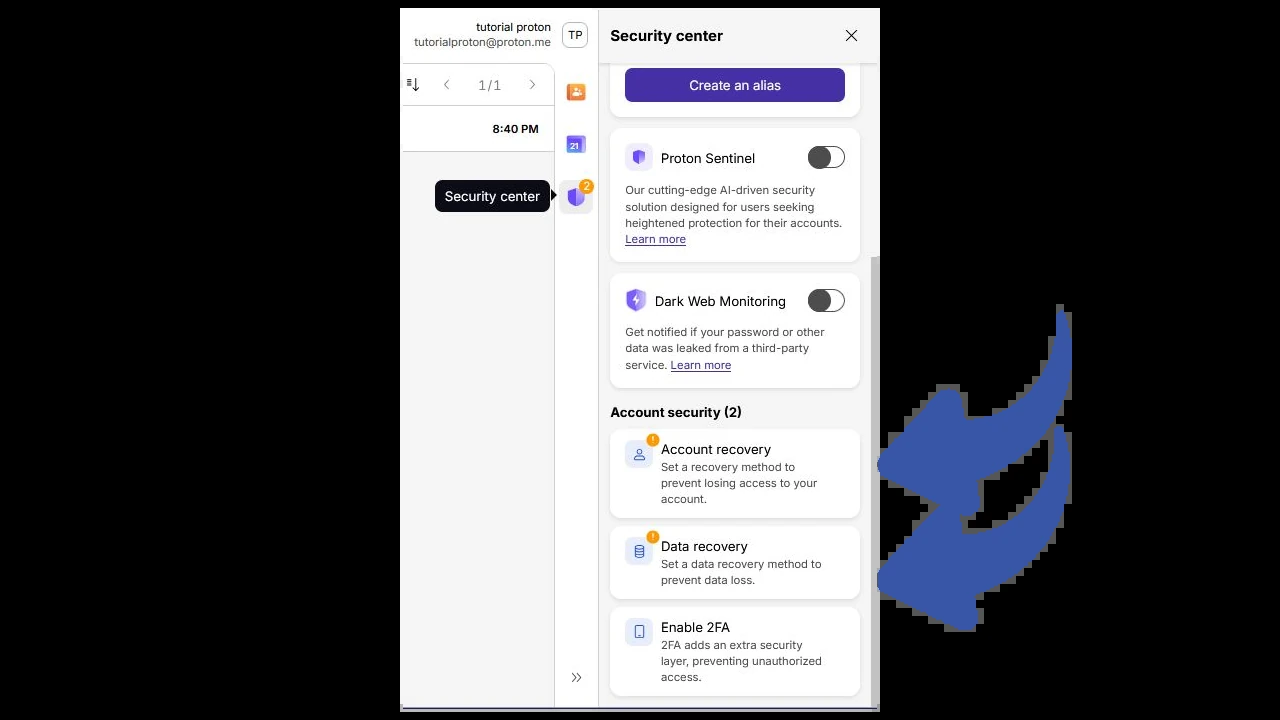 tutorial proton
tutorialproton@proton.me
TP
1/1
8:40 PM
21
Security center
2
Security center
Create an alias
Proton Sentinel
Our cutting-edge AI-driven security
solution designed for users seeking
heightened protection for their accounts.
Learn more
Dark Web Monitoring
Get notified if your password or other
data was leaked from a third-party
service. Learn more
Account security (2)
!
Account recovery
Set a recovery method to
prevent losing access to your
account.
!
Data recovery
Set a data recovery method to
prevent data loss.
Enable 2FA
2FA adds an extra security
layer, preventing unauthorized
access.